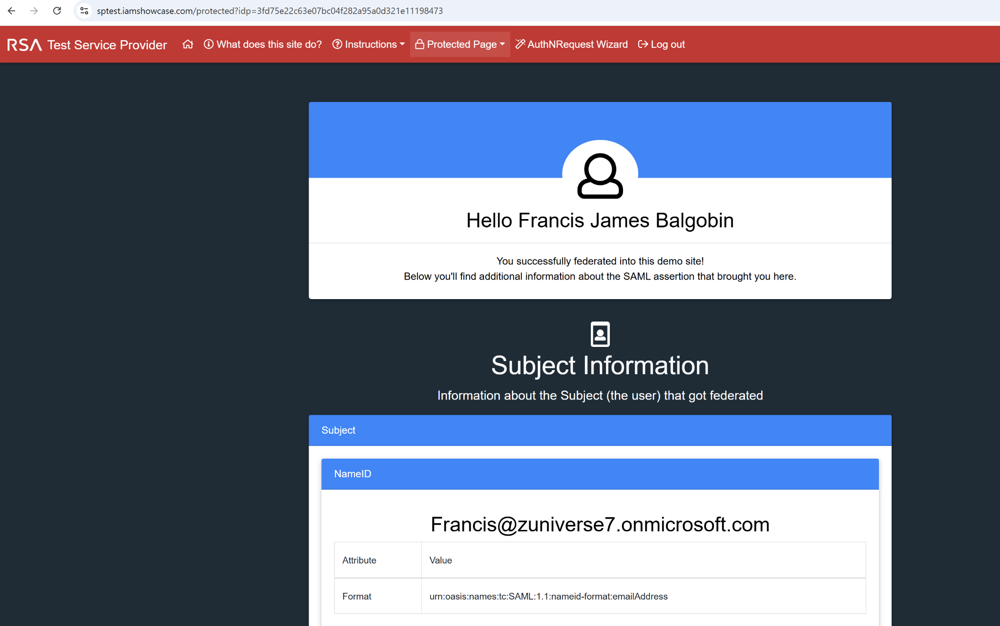 sptest.iamshowcase.com/protected?idp=3fd75e22c63e07bc04f282a95a0d321e11198473
RSA Test Service Provider What does this site do? Instructions Protected Page AuthNRequest Wizard Log out
Hello Francis James Balgobin
You successfully federated into this demo site!
Below you'll find additional information about the SAML assertion that brought you here.
Subject Information
Information about the Subject (the user) that got federated
Subject
NameID
Francis@zuniverse7.onmicrosoft.com
Attribute Value
Format urn:oasis:names:tc:SAML:1.1:nameid-format:emailAddress